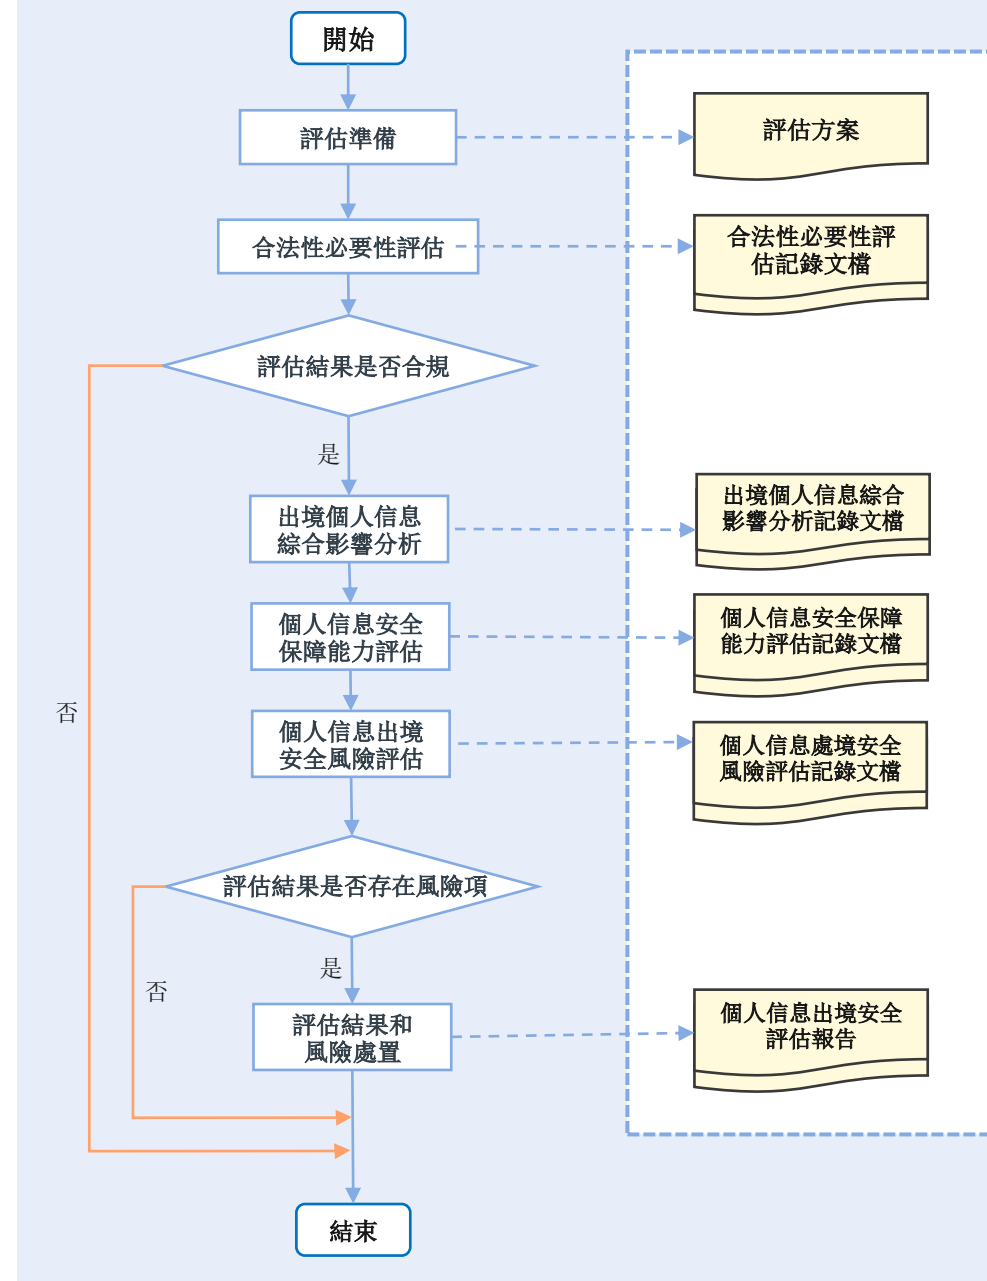 開始
評估準備
評估方案
合法性必要性評估
合法性必要性評
估記錄文檔
評估結果是否合規
是
出境個人信息
綜合影響分析
出境個人信息綜合
影響分析記錄文檔
個人信息安全
保障能力評估
個人信息安全保障
能力評估記錄文檔
否
個人信息出境
安全風險評估
個人信息處境安全
風險評估記錄文檔
評估結果是否存在風險項
是
否
評估結果和
風險處置
個人信息出境安全
評估報告
結束